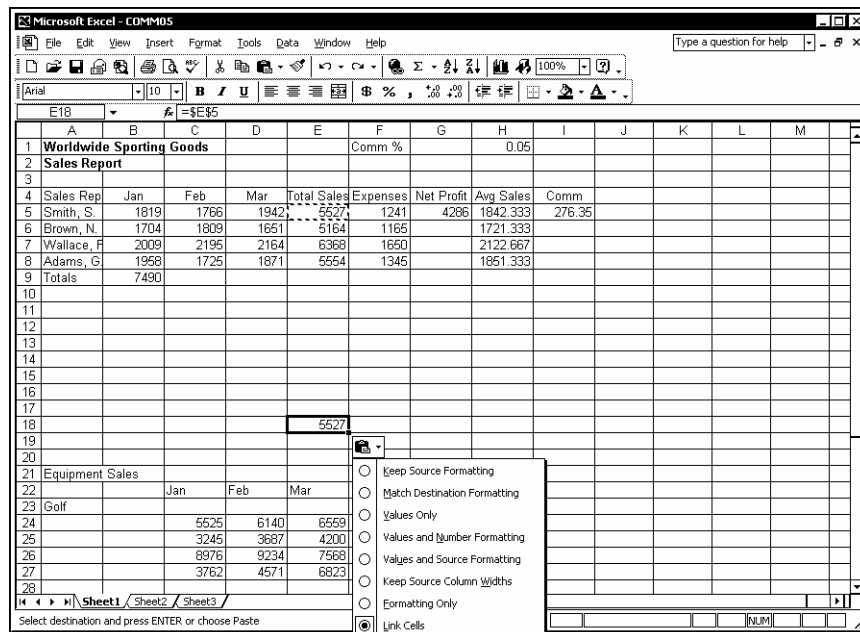 Microsoft Excel - COMM05
File Edit View Insert Format Tools Data Window Help Type a question for help
100%
Arial 10 B I U $ % ,
E18 fx =$E$5
A B C D E F G H I J K L M
1 Worldwide Sporting Goods Comm % 0.05
2 Sales Report
3
4 Sales Rep Jan Feb Mar Total Sales Expenses Net Profit Avg Sales Comm
5 Smith, S. 1819 1766 1942 5527 1241 4286 1842.333 276.35
6 Brown, N. 1704 1809 1651 5164 1165 1721.333
7 Wallace, F 2009 2195 2164 6368 1650 2122.667
8 Adams, G. 1958 1725 1871 5554 1345 1851.333
9 Totals 7490
10
11
12
13
14
15
16
17
18 5527
19
20
21 Equipment Sales
22 Jan Feb Mar
23 Golf
24 5525 6140 6559
25 3245 3687 4200
26 8976 9234 7568
27 3762 4571 6823
28
Keep Source Formatting
Match Destination Formatting
Values Only
Values and Number Formatting
Values and Source Formatting
Keep Source Column Widths
Formatting Only
Link Cells
Sheet1 Sheet2 Sheet3
Select destination and press ENTER or choose Paste NUM